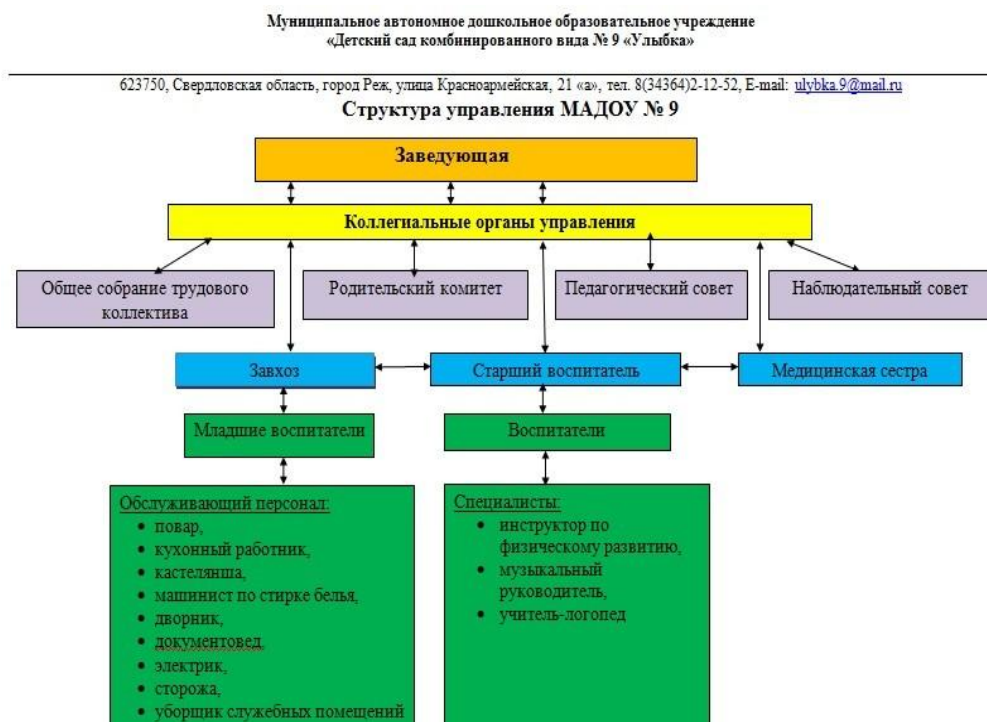 Муниципальное автономное дошкольное образовательное учреждение
«Детский сад комбинированного вида № 9 «Улыбка»
623750, Свердловская область, город Реж, улица Красноармейская, 21 «а», тел. 8(34364)2-12-52, E-mail: ulybka.9@mail.ru
Структура управления МАДОУ № 9
Заведующая
Коллегиальные органы управления
Общее собрание трудового
коллектива
Родительский комитет
Педагогический совет
Наблюдательный совет
Завхоз
Старший воспитатель
Медицинская сестра
Младшие воспитатели
Воспитатели
Обслуживающий персонал:
• повар,
• кухонный работник,
• кастелянша,
• машинист по стирке белья,
• дворник,
• документовед,
• электрик,
• сторожа,
• уборщик служебных помещений
Специалисты:
• инструктор по
физическому развитию,
• музыкальный
руководитель,
• учитель-логопед